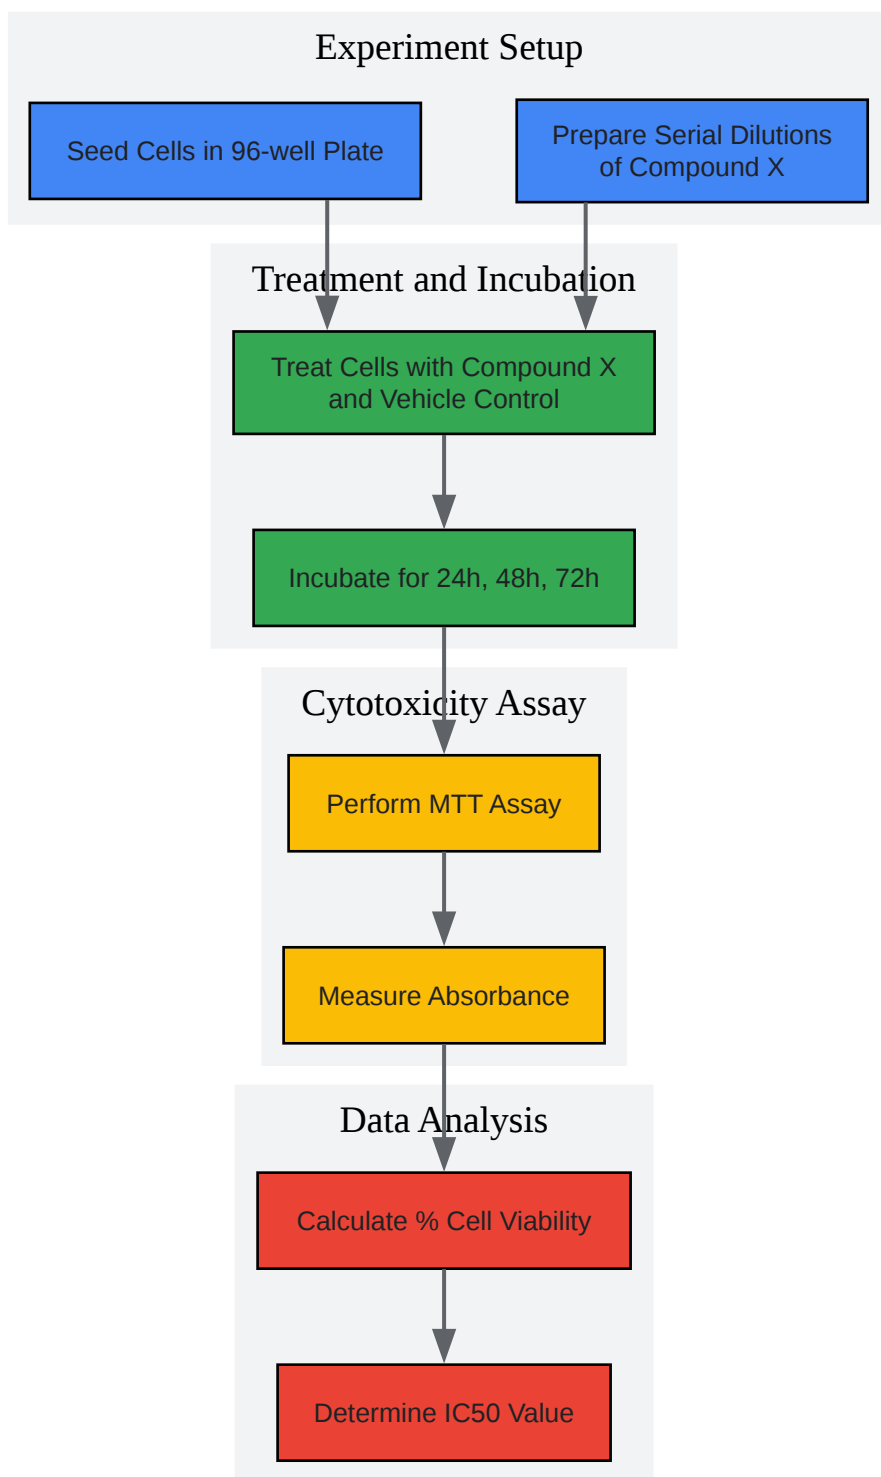 Experiment Setup
Seed Cells in 96-well Plate
Prepare Serial Dilutions
of Compound X
Treatment and Incubation
Treat Cells with Compound X
and Vehicle Control
Incubate for 24h, 48h, 72h
Cytotoxicity Assay
Perform MTT Assay
Measure Absorbance
Data Analysis
Calculate % Cell Viability
Determine IC50 Value